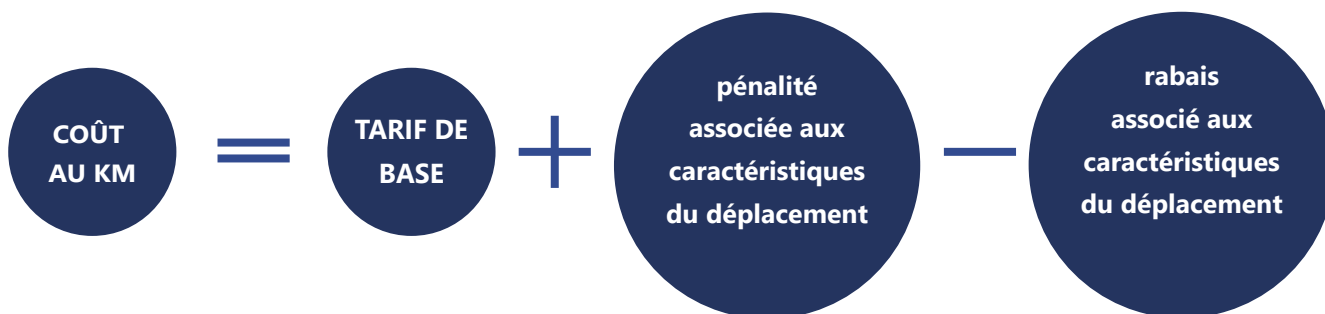 COÛT
AU KM
TARIF DE
BASE
pénalité
associée aux
caractéristiques
du déplacement
rabais
associé aux
caractéristiques
du déplacement